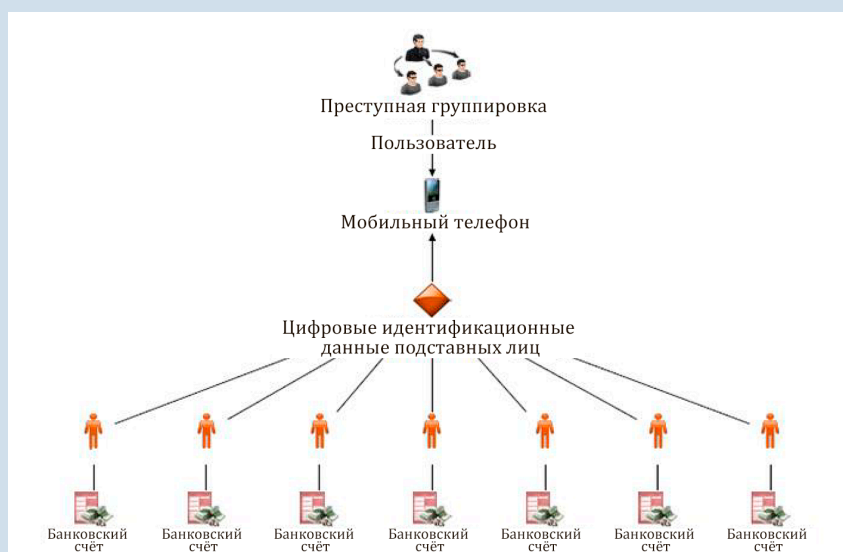 Преступная группировка
Пользователь
Мобильный телефон
Цифровые идентификационные
данные подставных лиц
Банковский Банковский Банковский Банковский Банковский Банковский Банковский
счёт счёт счёт счёт счёт счёт счёт